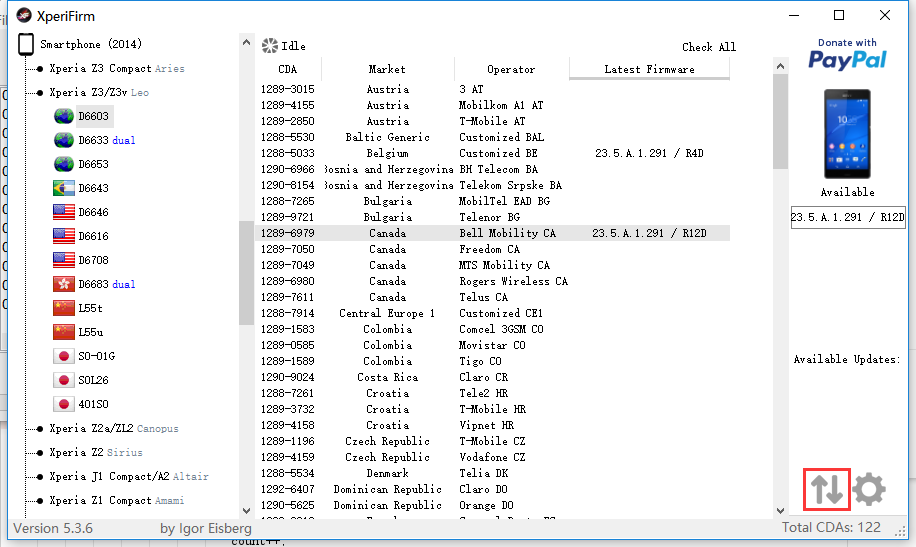 XperiFirm
Smartphone (2014)
Xperia Z3 Compact Aries
Xperia Z3/Z3v Leo
D6603
D6633 dual
D6653
D6643
D6646
D6616
D6708
D6683 dual
L55t
L55u
SO-01G
SOL26
401SO
Xperia Z2a/ZL2 Canopus
Xperia Z2 Sirius
Xperia J1 Compact/A2 Altair
Xperia Z1 Compact Amami
Idle
Check All
CDA Market Operator Latest Firmware
1289-3015 Austria 3 AT
1289-4155 Austria Mobilkom A1 AT
1289-2850 Austria T-Mobile AT
1288-5530 Baltic Generic Customized BAL
1288-5033 Belgium Customized BE 23.5.A.1.291 / R4D
1290-6966 Bosnia and Herzegovina BH Telecom BA
1290-8154 Bosnia and Herzegovina Telekom Srpske BA
1288-7265 Bulgaria MobilTel EAD BG
1289-9721 Bulgaria Telenor BG
1289-6979 Canada Bell Mobility CA 23.5.A.1.291 / R12D
1289-7050 Canada Freedom CA
1289-7049 Canada MTS Mobility CA
1289-6980 Canada Rogers Wireless CA
1289-7611 Canada Telus CA
1288-7914 Central Europe 1 Customized CE1
1289-1583 Colombia Comcel 3GSM CO
1289-0585 Colombia Movistar CO
1289-1589 Colombia Tigo CO
1290-9024 Costa Rica Claro CR
1288-7261 Croatia Tele2 HR
1289-3732 Croatia T-Mobile HR
1289-4158 Croatia Vipnet HR
1289-1196 Czech Republic T-Mobile CZ
1289-4159 Czech Republic Vodafone CZ
1288-5534 Denmark Telia DK
1292-6407 Dominican Republic Claro DO
1290-5625 Dominican Republic Orange DO
Donate with
PayPal
Available
23.5.A.1.291 / R12D
Available Updates:
Version 5.3.6
by Igor Eisberg
Total CDAs: 122
count++;